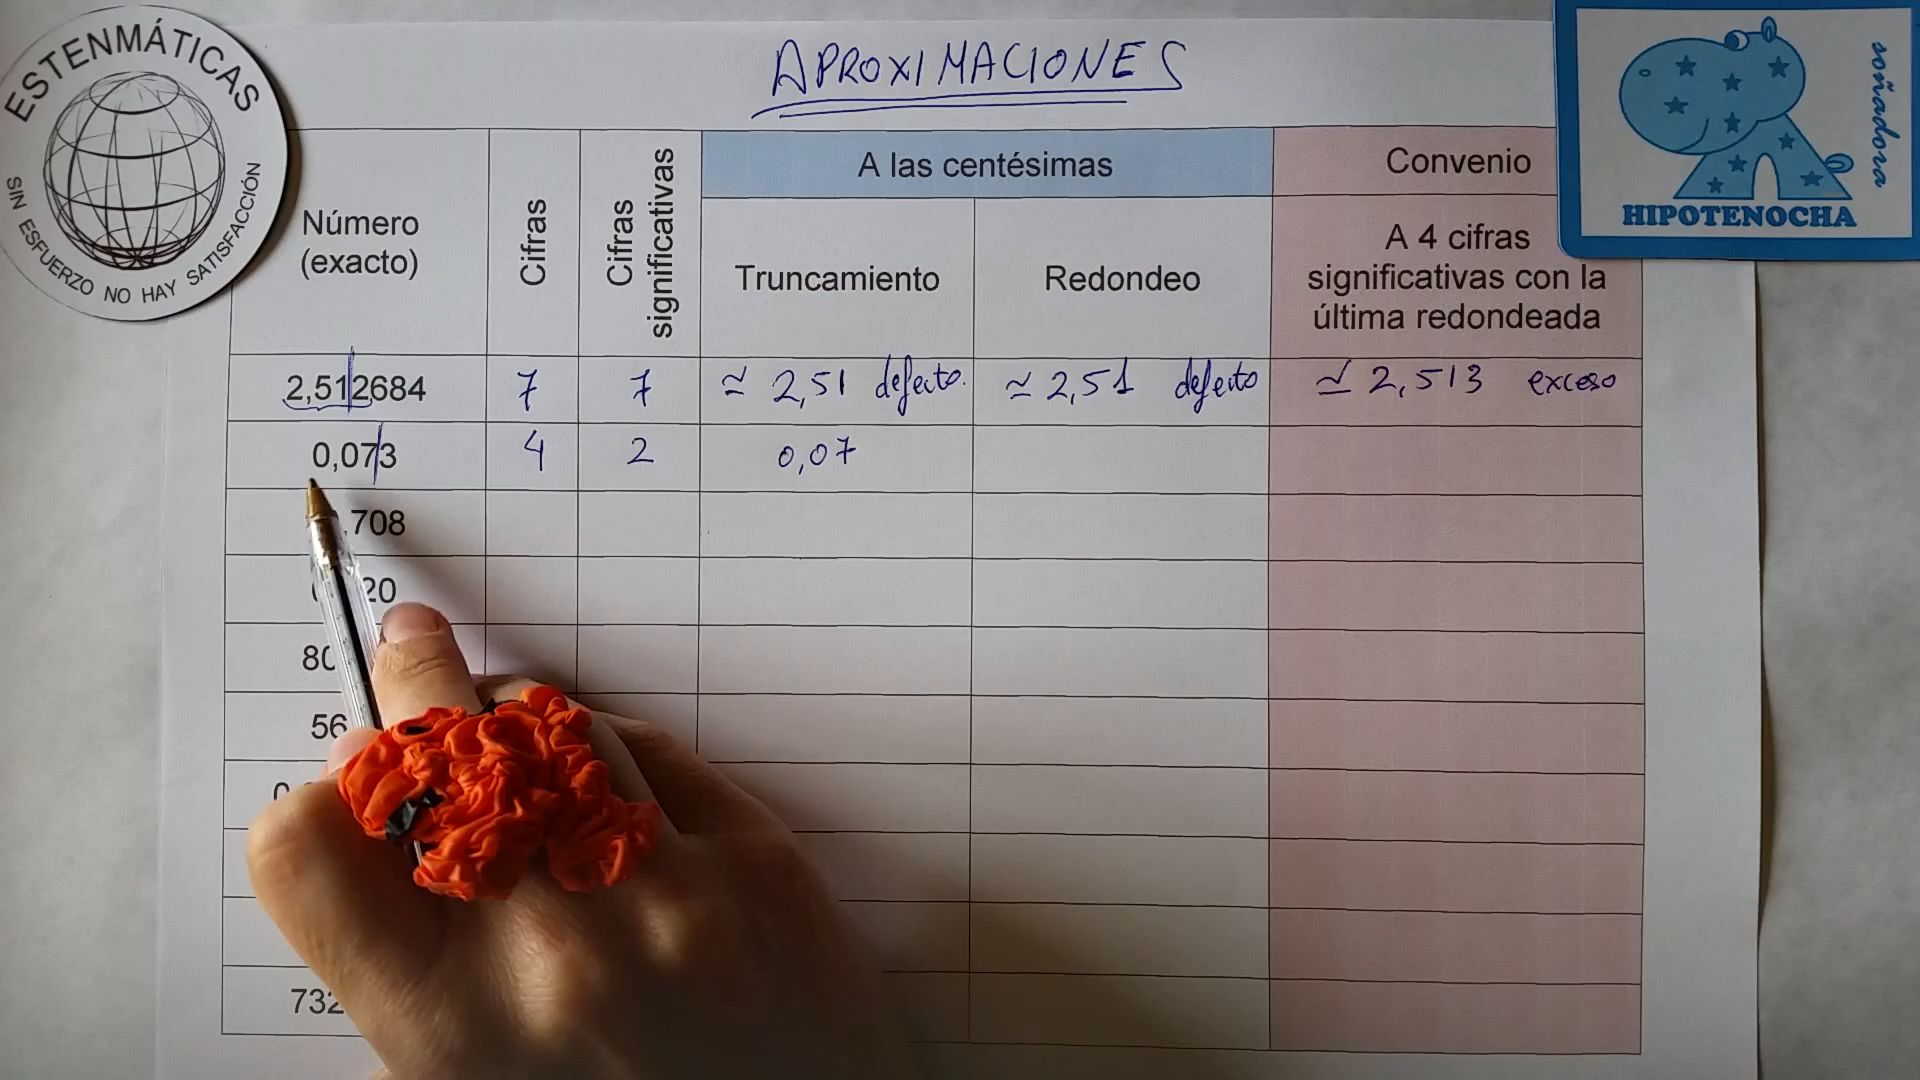 ESTENMÁTICAS
SIN ESFUERZO NO HAY SATISFACCIÓN
APROXIMACIONES
soñadora
HIPOTENOCHA
Número
(exacto)
Cifras
Cifras
significativas
A las centésimas
Truncamiento
Redondeo
Convenio
A 4 cifras
significativas con la
última redondeada
2,512684 7 7 ≃ 2,51 defecto. ≃ 2,51 defecto ≃ 2,513 exceso
0,073 4 2 0,07
,708
20
80
56
732